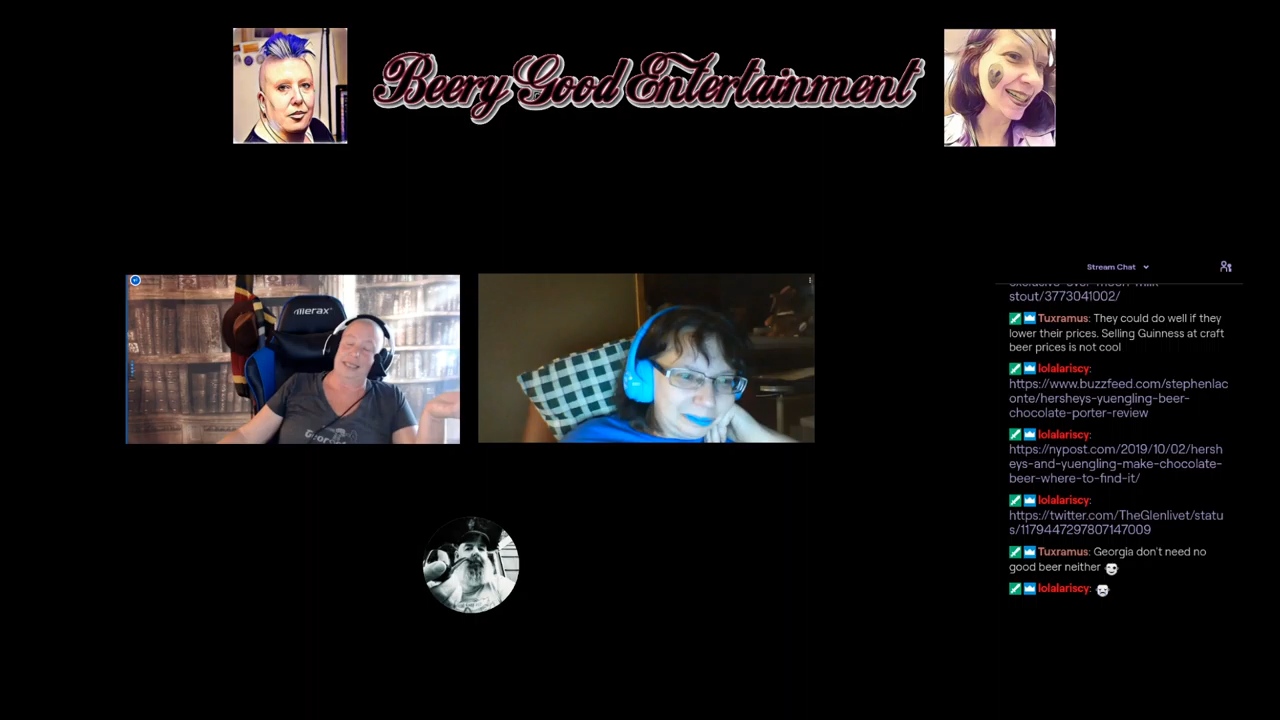 Beery Good Entertainment
merax
Stream Chat
stout/3773041002/
Tuxramus: They could do well if they
lower their prices. Selling Guinness at craft
beer prices is not cool
lolalariscy:
https://www.buzzfeed.com/stephenlac
onte/hersheys-yuengling-beer-
chocolate-porter-review
lolalariscy:
https://nypost.com/2019/10/02/hersh
eys-and-yuengling-make-chocolate-
beer-where-to-find-it/
lolalariscy:
https://twitter.com/TheGlenlivet/statu
s/1179447297807147009
Tuxramus: Georgia don't need no
good beer neither
lolalariscy: